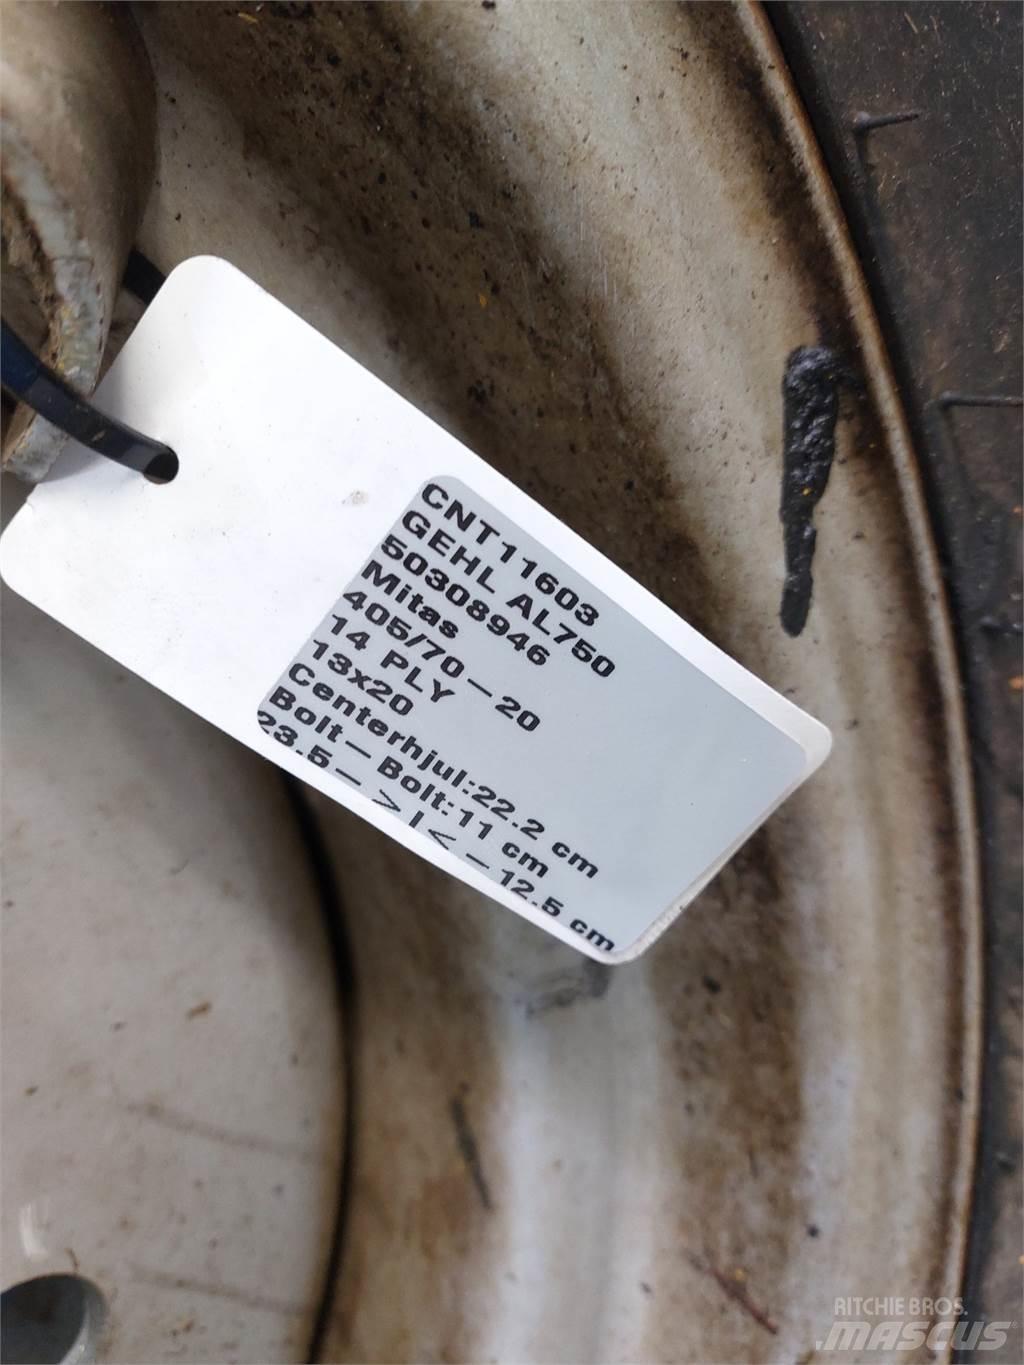 CNT11603
GEHL AL750
50308946
Mitas
405/70-20
14 PLY
13x20
Centerhjul:22.2 cm
Bolt-Bolt:11 cm
23.5-> | <-12.5 cm
RITCHIE BROS.
MASCUS